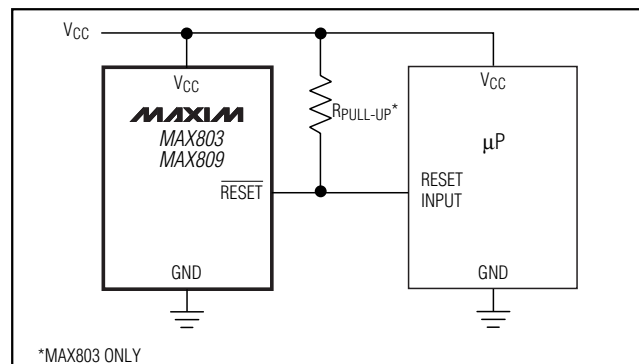 VCC
VCC
MAXIM
MAX803
MAX809
RESET
GND
RPULL-UP*
VCC
μP
RESET
INPUT
GND
*MAX803 ONLY